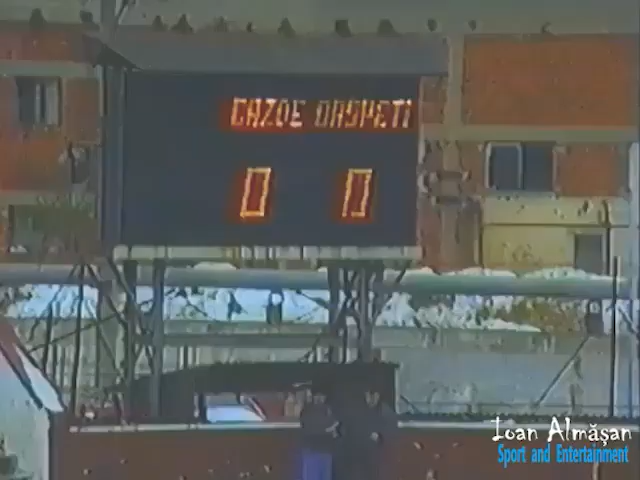 GAZDE OASPETI
0 0
Ioan Almășan
Sport and Entertainment